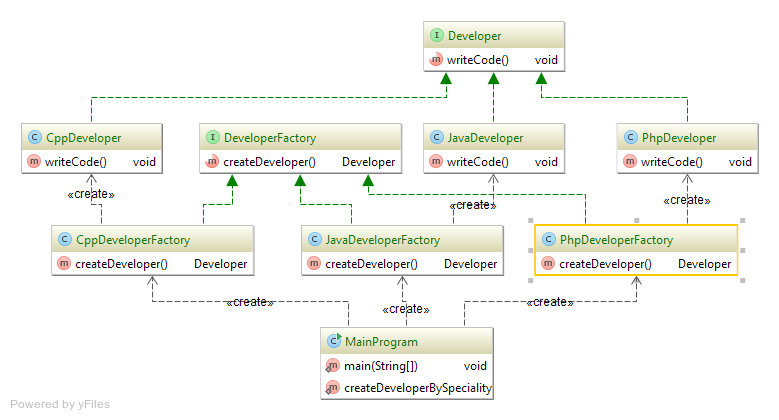 I Developer
m writeCode() void
C CppDeveloper
m writeCode() void
I DeveloperFactory
m createDeveloper() Developer
C JavaDeveloper
m writeCode() void
C PhpDeveloper
m writeCode() void
«create»
«create»
«create»
C CppDeveloperFactory
m createDeveloper() Developer
C JavaDeveloperFactory
m createDeveloper() Developer
C PhpDeveloperFactory
m createDeveloper() Developer
«create»
«create»
«create»
C MainProgram
m main(String[]) void
m createDeveloperBySpeciality
Powered by yFiles